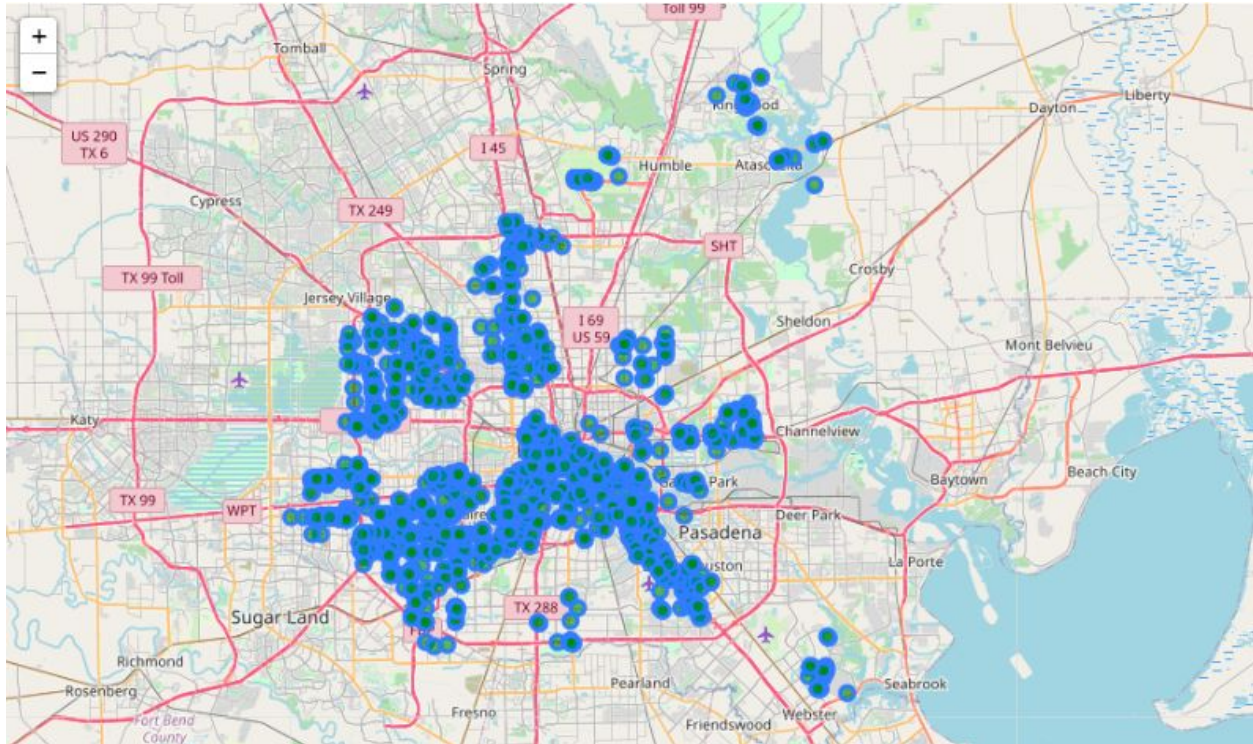 +
−
Toll 99
Tomball
Spring
Kingwood
Liberty
Dayton
US 290
TX 6
I 45
Humble
Atascocita
Cypress
TX 249
SHT
Crosby
TX 99 Toll
Jersey Village
I 69
US 59
Sheldon
Mont Belvieu
Katy
Channelview
Beach City
Baytown
TX 99
WPT
Park
Deer Park
Pasadena
uston
La Porte
Sugar Land
TX 288
Richmond
Rosenberg
Pearland
Seabrook
Fresno
Webster
Fort Bend
County
Friendswood